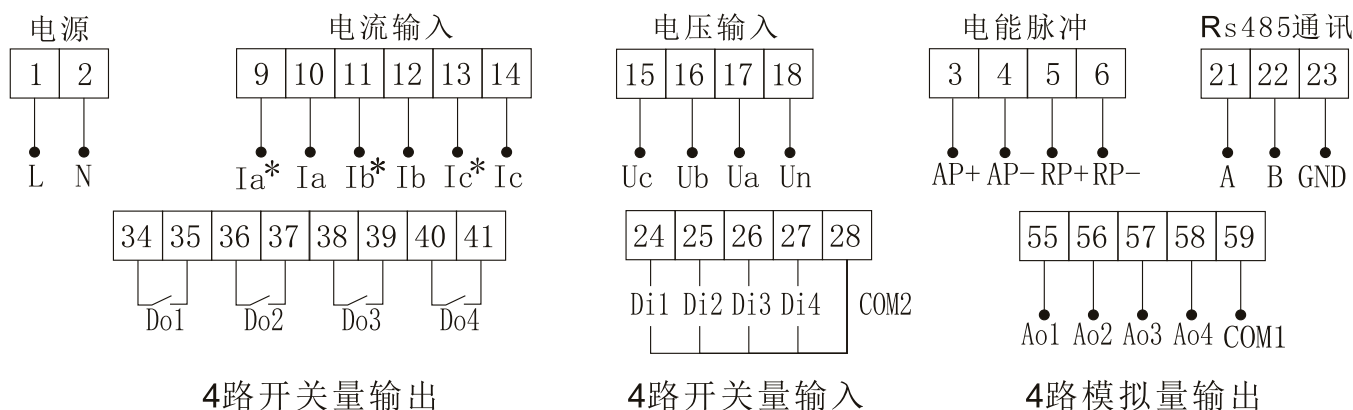 电源 电流输入 电压输入 电能脉冲 Rs485通讯
1 2 9 10 11 12 13 14 15 16 17 18 3 4 5 6 21 22 23
L N Ia* Ia Ib* Ib Ic* Ic Uc Ub Ua Un AP+ AP- RP+ RP- A B GND
34 35 36 37 38 39 40 41 24 25 26 27 28 55 56 57 58 59
Do1 Do2 Do3 Do4 Di1 Di2 Di3 Di4 COM2 Ao1 Ao2 Ao3 Ao4 COM1
4路开关量输出 4路开关量输入 4路模拟量输出